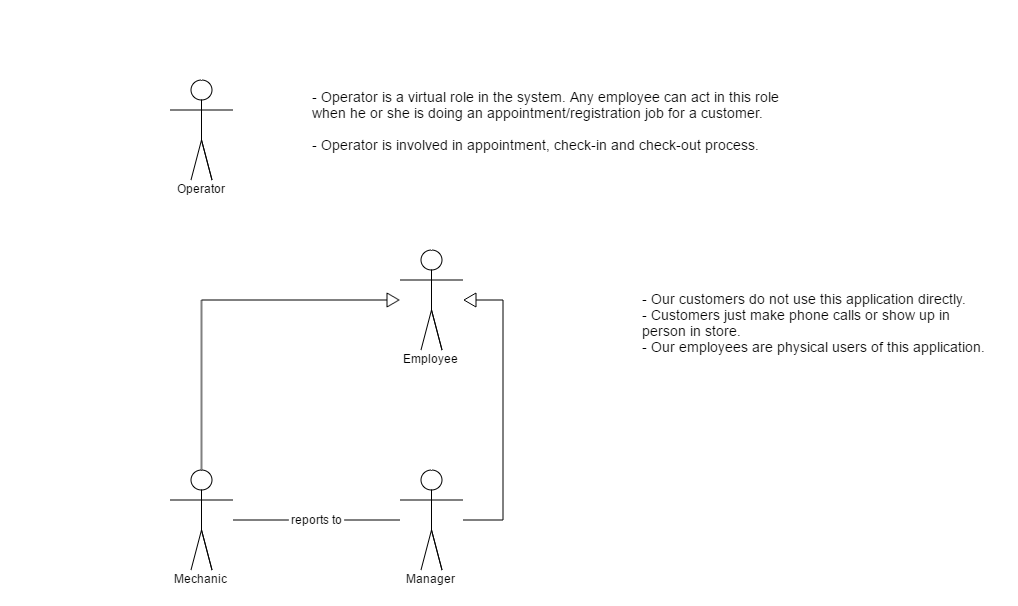 - Operator is a virtual role in the system. Any employee can act in this role
when he or she is doing an appointment/registration job for a customer.
- Operator is involved in appointment, check-in and check-out process.
Operator
- Our customers do not use this application directly.
- Customers just make phone calls or show up in
person in store.
- Our employees are physical users of this application.
Employee
reports to
Mechanic
Manager